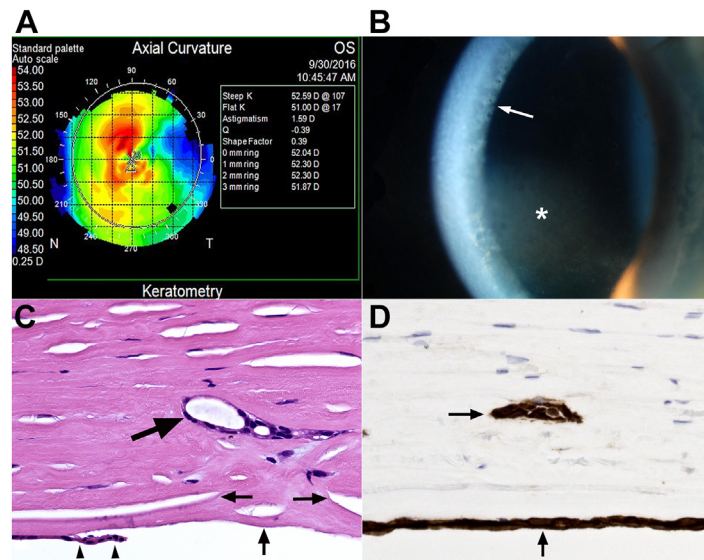 A
Standard palette
Auto scale
Axial Curvature
OS
9/30/2016
10:45:47 AM
54.00
53.50
53.00
52.50
52.00
51.50
51.00
50.50
50.00
49.50
49.00
48.50
0.25 D
90
120
60
150
30
180
0
330
240
270
300
N
T
Steep K 52.59 D @ 107
Flat K 51.00 D @ 17
Astigmatism 1.59 D
Q -0.39
Shape Factor 0.39
0 mm ring 52.04 D
1 mm ring 52.30 D
2 mm ring 52.30 D
3 mm ring 51.87 D
Keratometry
B
*
C
D